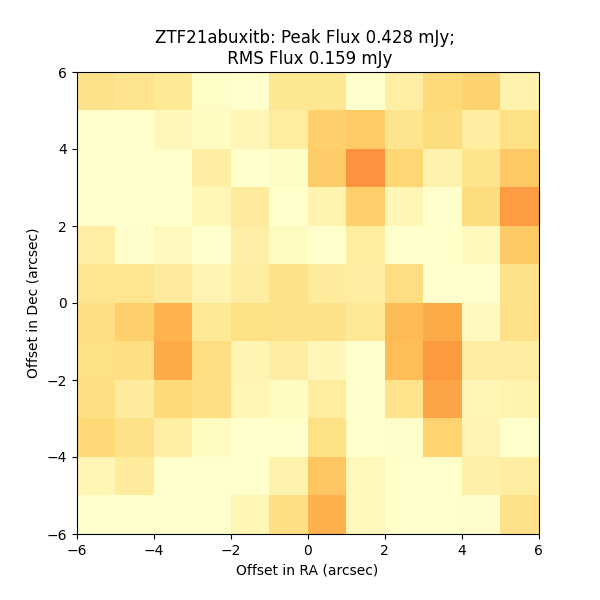 ZTF21abuxitb: Peak Flux 0.428 mJy;
RMS Flux 0.159 mJy
6
4
2
0
−2
−4
−6
Offset in Dec (arcsec)
−6 −4 −2 0 2 4 6
Offset in RA (arcsec)